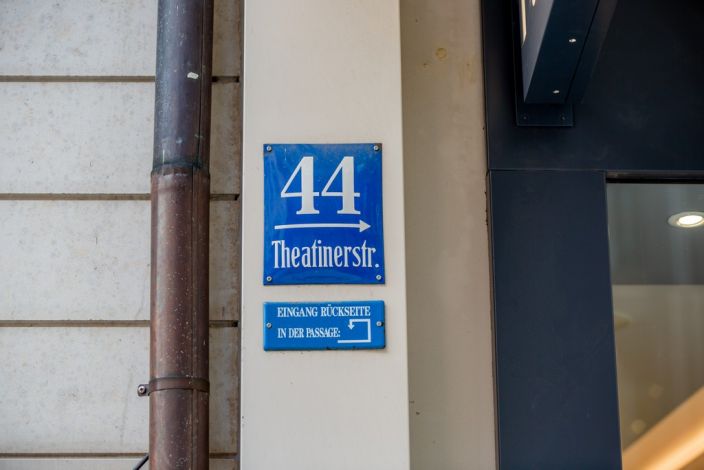 44
Theatinerstr.
EINGANG RÜCKSEITE
IN DER PASSAGE: